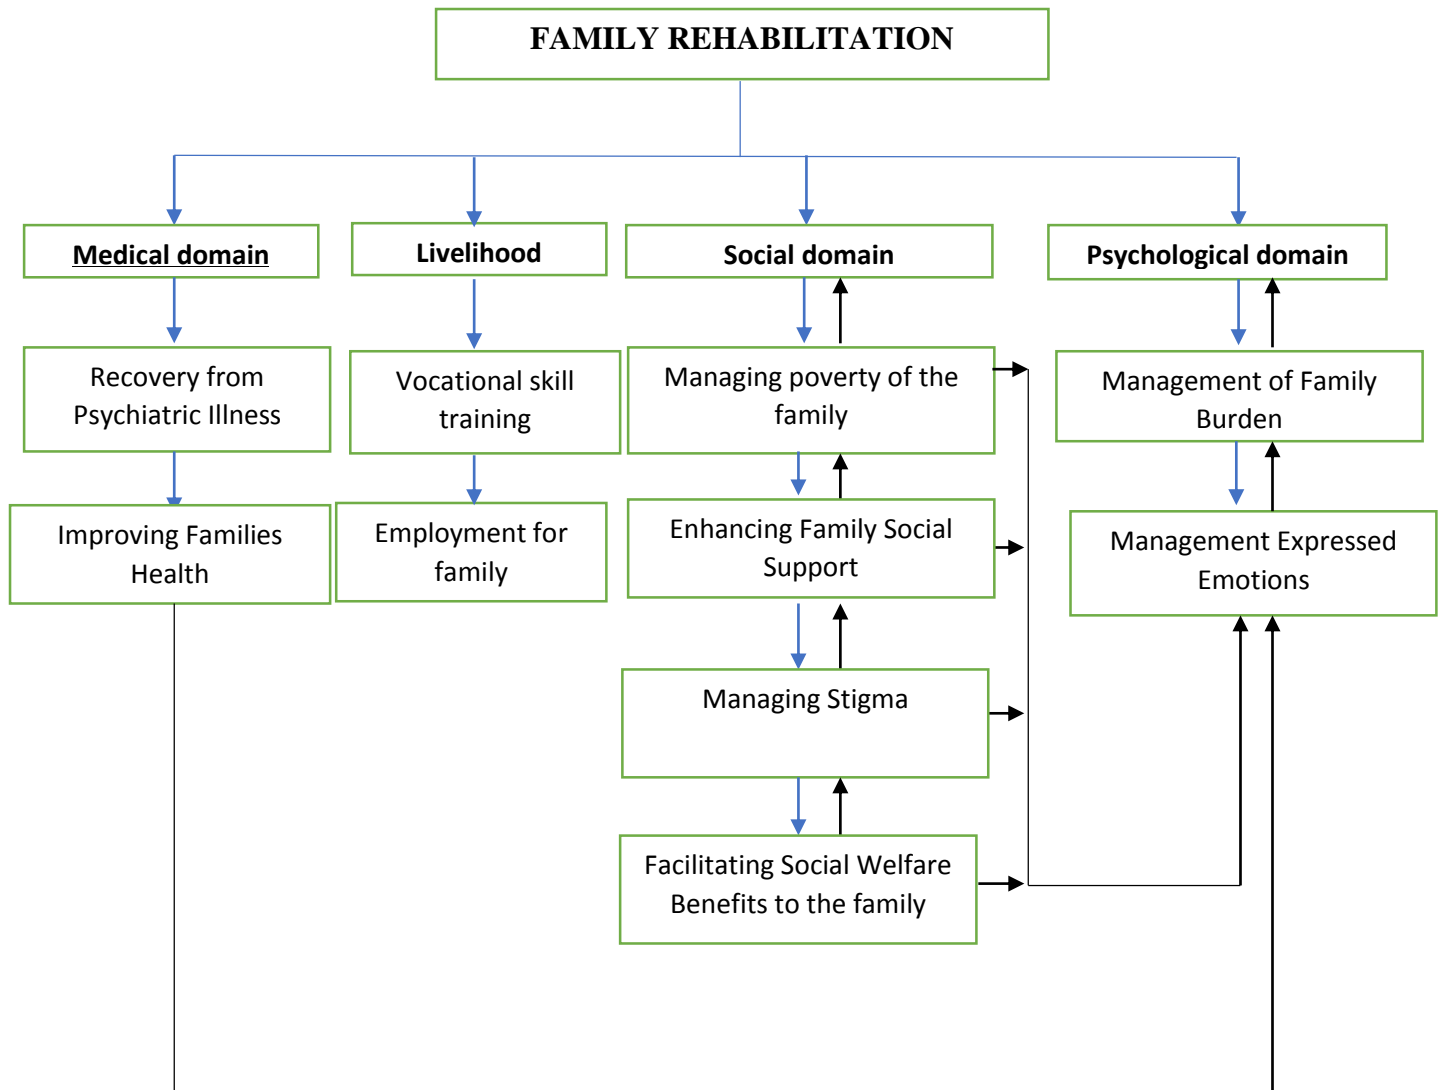 FAMILY REHABILITATION
Medical domain
Livelihood
Social domain
Psychological domain
Recovery from
Psychiatric Illness
Vocational skill
training
Managing poverty of the
family
Management of Family
Burden
Improving Families
Health
Employment for
family
Enhancing Family Social
Support
Management Expressed
Emotions
Managing Stigma
Facilitating Social Welfare
Benefits to the family